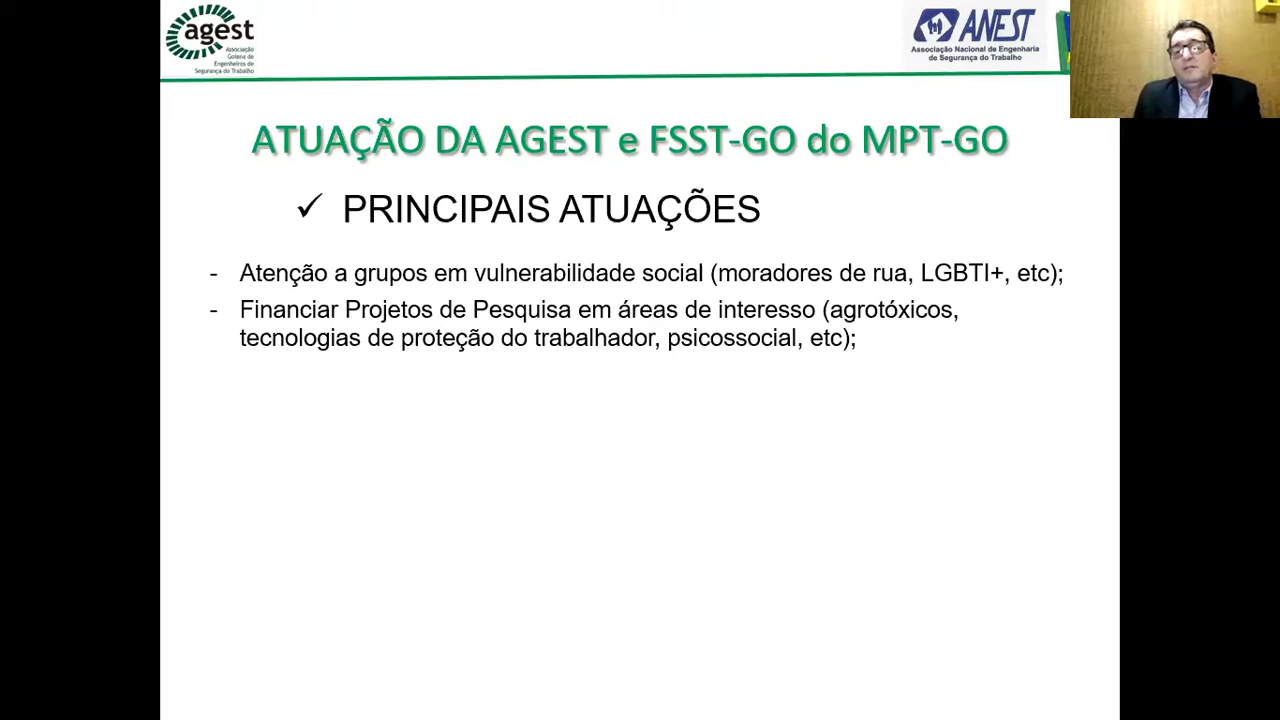 agest
Associação
Goiana de
Engenheiros de
Segurança do Trabalho
ANEST
Associação Nacional de Engenharia
de Segurança do Trabalho
ATUAÇÃO DA AGEST e FSST-GO do MPT-GO
✓ PRINCIPAIS ATUAÇÕES
- Atenção a grupos em vulnerabilidade social (moradores de rua, LGBTI+, etc);
- Financiar Projetos de Pesquisa em áreas de interesso (agrotóxicos,
tecnologias de proteção do trabalhador, psicossocial, etc);